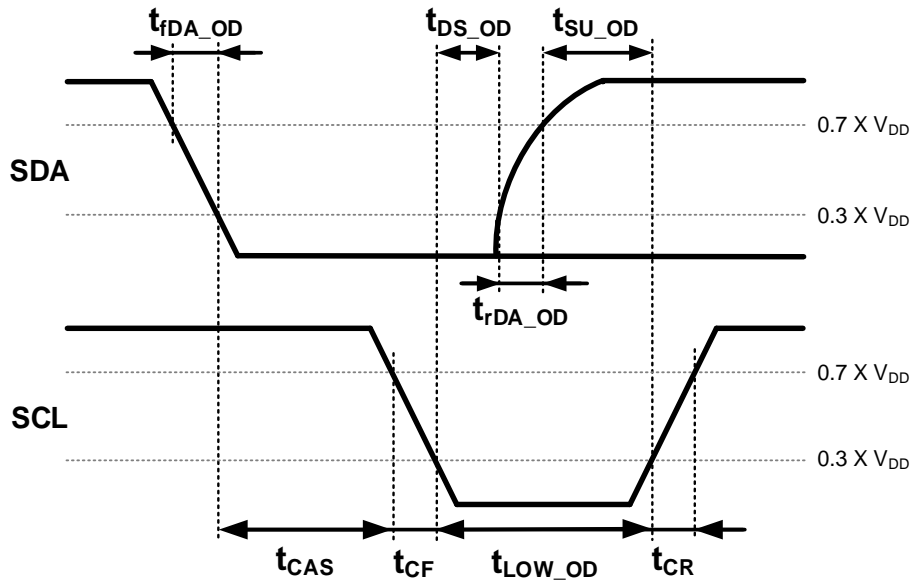 tfDA_OD
tDS_OD
tSU_OD
0.7 X VDD
SDA
0.3 X VDD
trDA_OD
0.7 X VDD
SCL
0.3 X VDD
tCAS
tCF
tLOW_OD
tCR